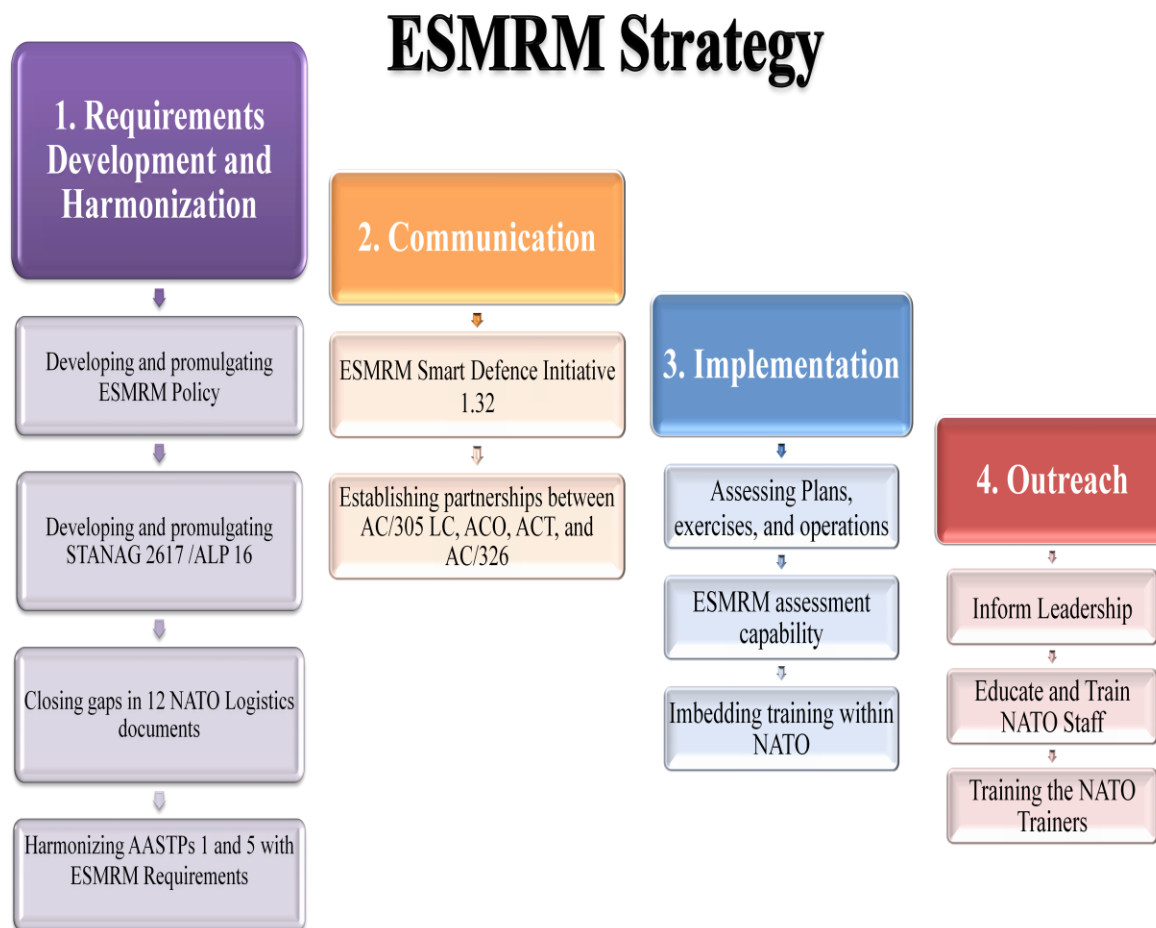 ESMRM Strategy
1. Requirements
Development and
Harmonization
Developing and promulgating
ESMRM Policy
Developing and promulgating
STANAG 2617 /ALP 16
Closing gaps in 12 NATO Logistics
documents
Harmonizing AASTPs 1 and 5 with
ESMRM Requirements
2. Communication
ESMRM Smart Defence Initiative
1.32
Establishing partnerships between
AC/305 LC, ACO, ACT, and
AC/326
3. Implementation
Assessing Plans,
exercises, and operations
ESMRM assessment
capability
Imbedding training within
NATO
4. Outreach
Inform Leadership
Educate and Train
NATO Staff
Training the NATO
Trainers